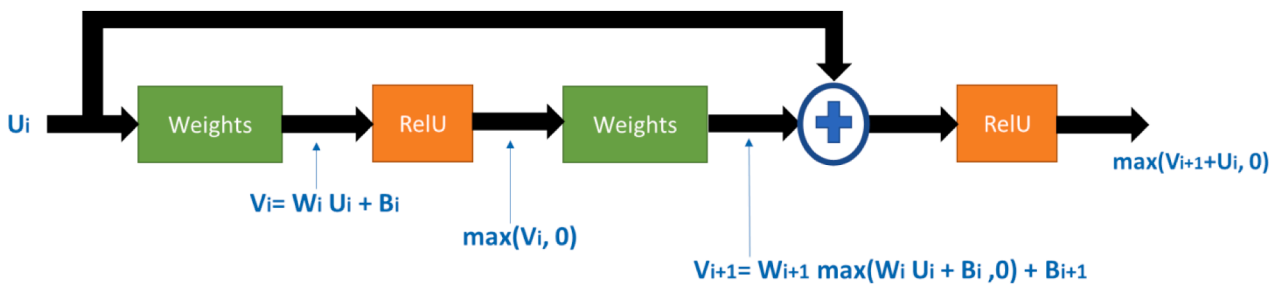 Ui
Weights
RelU
Weights
RelU
max(Vi+1+Ui, 0)
Vi= Wi Ui + Bi
max(Vi, 0)
Vi+1= Wi+1 max(Wi Ui + Bi ,0) + Bi+1